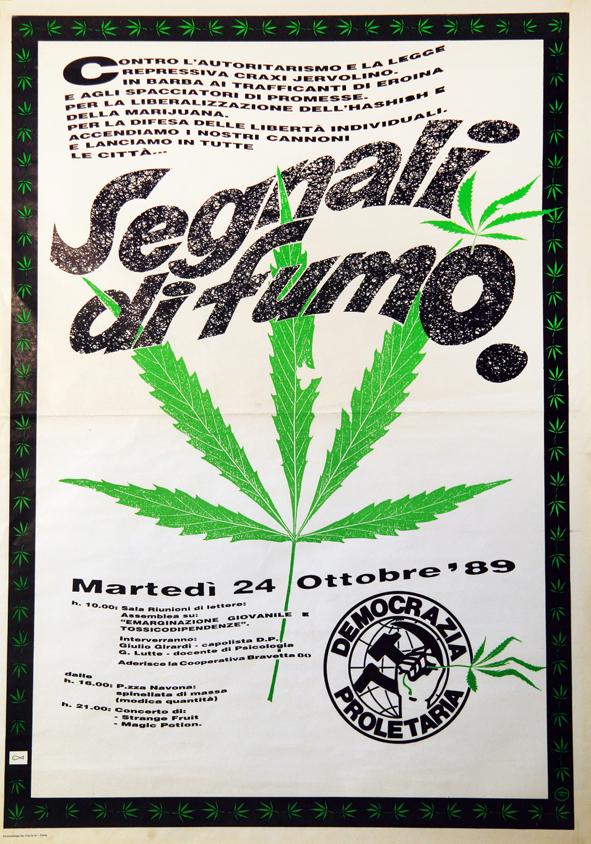 CONTRO L'AUTORITARISMO E LA LEGGE
REPRESSIVA CRAXI JERVOLINO.
IN BARBA AI TRAFFICANTI DI EROINA
E AGLI SPACCIATORI DI PROMESSE.
PER LA LIBERALIZZAZIONE DELL'HASHISH E
DELLA MARIJUANA.
PER LA DIFESA DELLE LIBERTÀ INDIVIDUALI.
ACCENDIAMO I NOSTRI CANNONI
E LANCIAMO IN TUTTE
LE CITTÀ...
Segnali
di fumo.
Martedì 24 Ottobre '89
h. 10.00: Sala Riunioni di lettere:
Assemblea su:
"EMARGINAZIONE GIOVANILE E
TOSSICODIPENDENZE".
Interverranno:
Giulio Girardi - capolista D.P.
G. Lutte - docente di Psicologia
Aderisce la Cooperativa Bravetta 80
dalle
h. 16.00: P.zza Navona:
spinellata di massa
(modica quantità)
h. 21.00: Concerto di:
- Strange Fruit
- Magic Potion.
DEMOCRAZIA
PROLETARIA